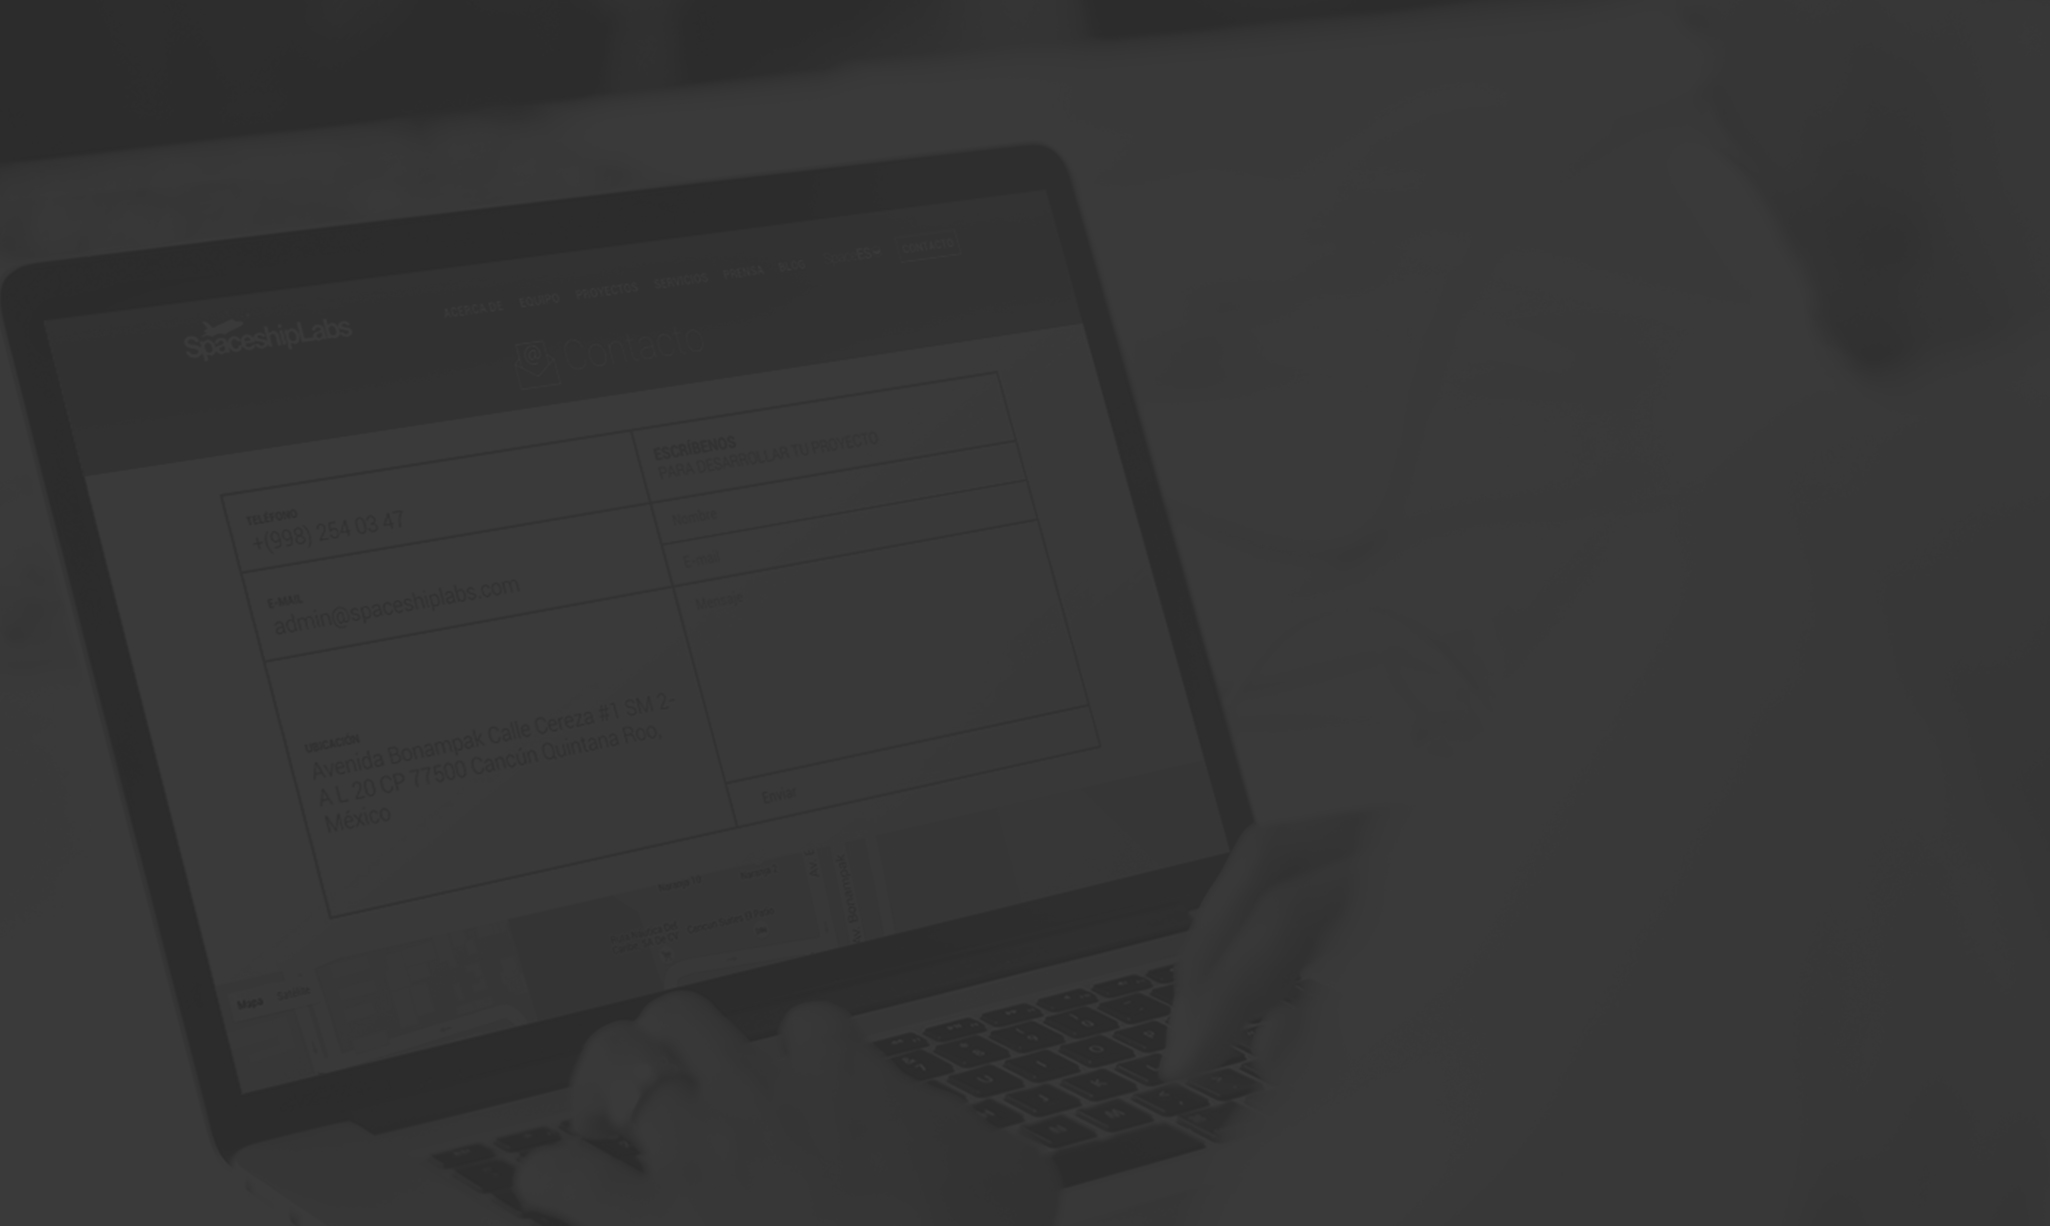 SpaceshipLabs
ACERCA DE EQUIPO PROYECTOS SERVICIOS PRENSA BLOG ES CONTACTO
Contacto
TELÉFONO
+(998) 254 03 47
E-MAIL
admin@spaceshiplabs.com
UBICACIÓN
Avenida Bonampak Calle Cereza #1 SM 2-
A L 20 CP 77500 Cancún Quintana Roo,
México
ESCRÍBENOS
PARA DESARROLLAR TU PROYECTO
Nombre
E-mail
Mensaje
Enviar
Mapa Satélite